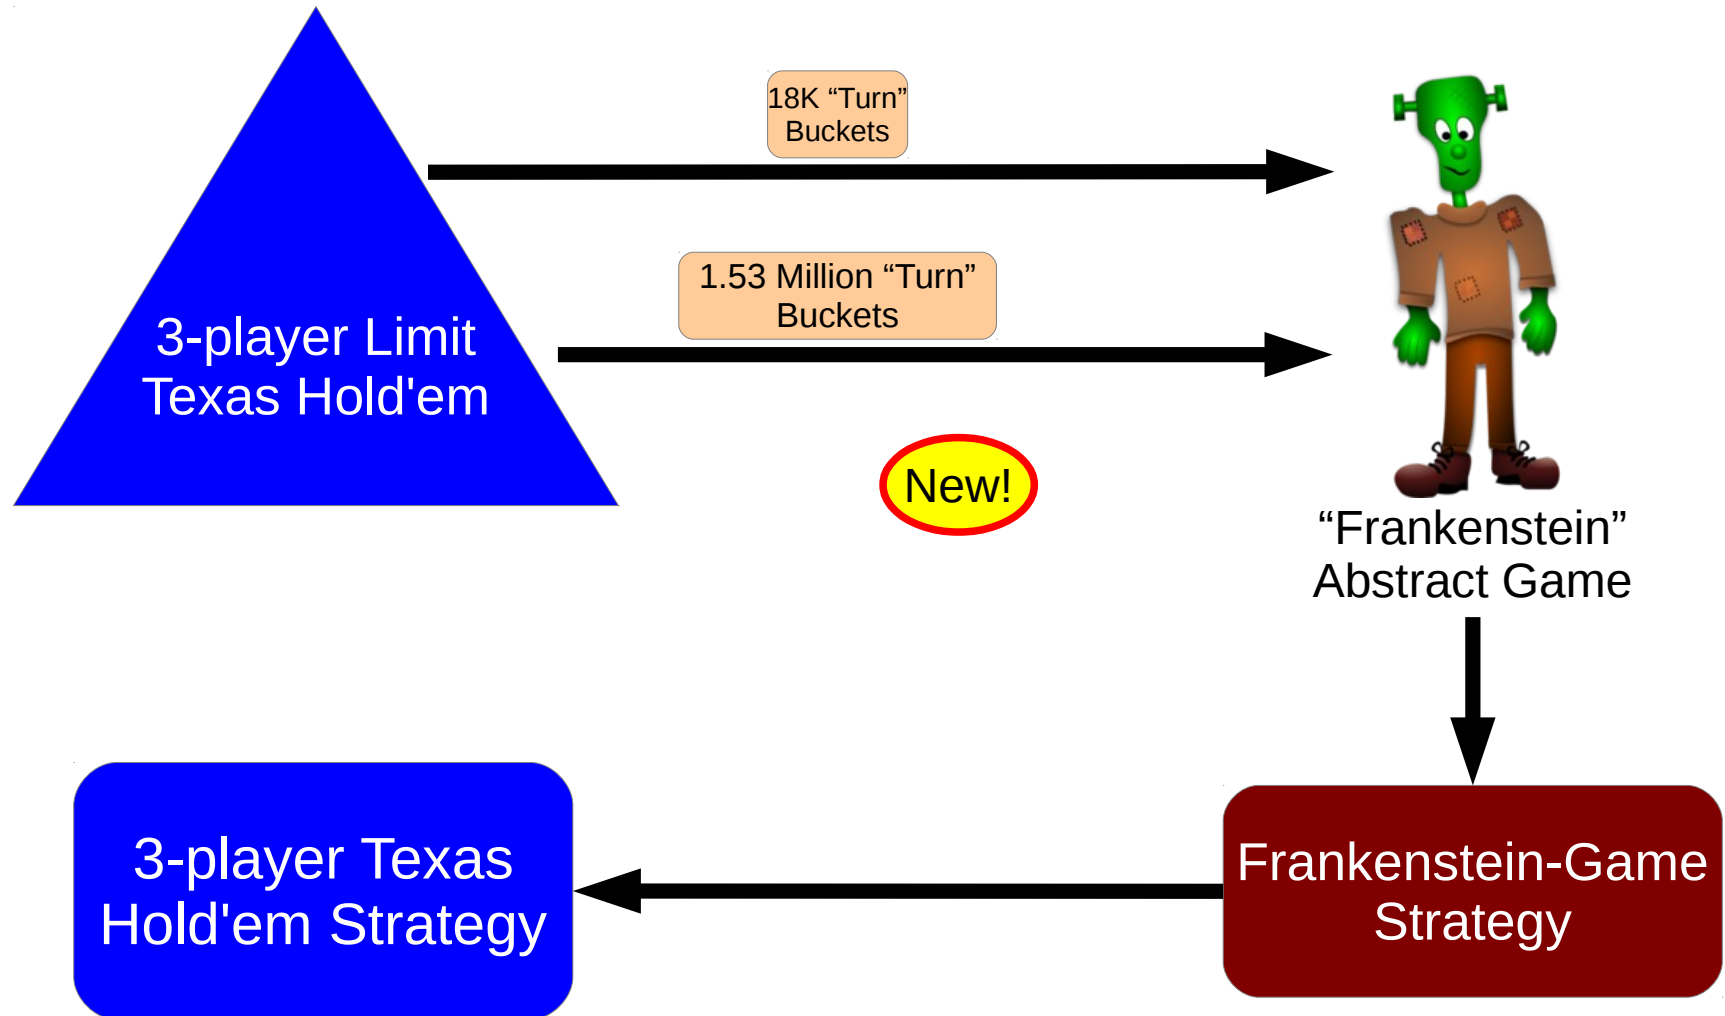 18K “Turn”
Buckets
1.53 Million “Turn”
Buckets
3-player Limit
Texas Hold'em
New!
“Frankenstein”
Abstract Game
3-player Texas
Hold'em Strategy
Frankenstein-Game
Strategy